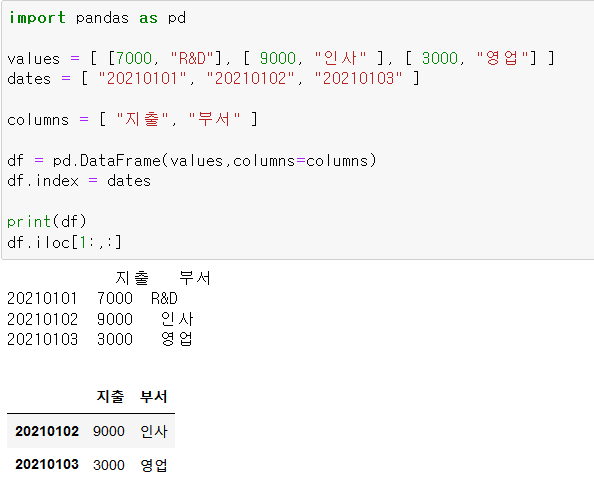 import pandas as pd
values = [ [7000, "R&D"], [ 9000, "인사" ], [ 3000, "영업"] ]
dates = [ "20210101", "20210102", "20210103" ]
columns = [ "지출", "부서" ]
df = pd.DataFrame(values,columns=columns)
df.index = dates
print(df)
df.iloc[1:,:]
지출 부서
20210101 7000 R&D
20210102 9000 인사
20210103 3000 영업
지출 부서
20210102 9000 인사
20210103 3000 영업